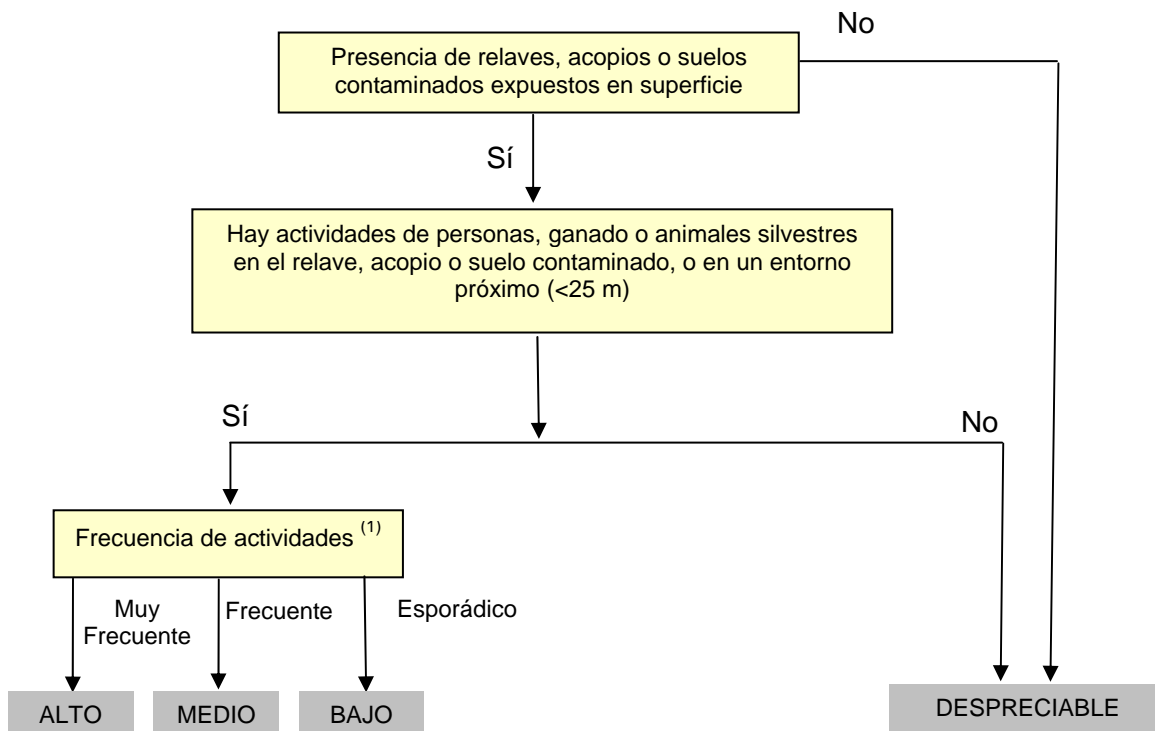 No
Presencia de relaves, acopios o suelos
contaminados expuestos en superficie
Sí
Hay actividades de personas, ganado o animales silvestres
en el relave, acopio o suelo contaminado, o en un entorno
próximo (<25 m)
Sí
No
Frecuencia de actividades (1)
Muy
Frecuente
Frecuente
Esporádico
ALTO
MEDIO
BAJO
DESPRECIABLE